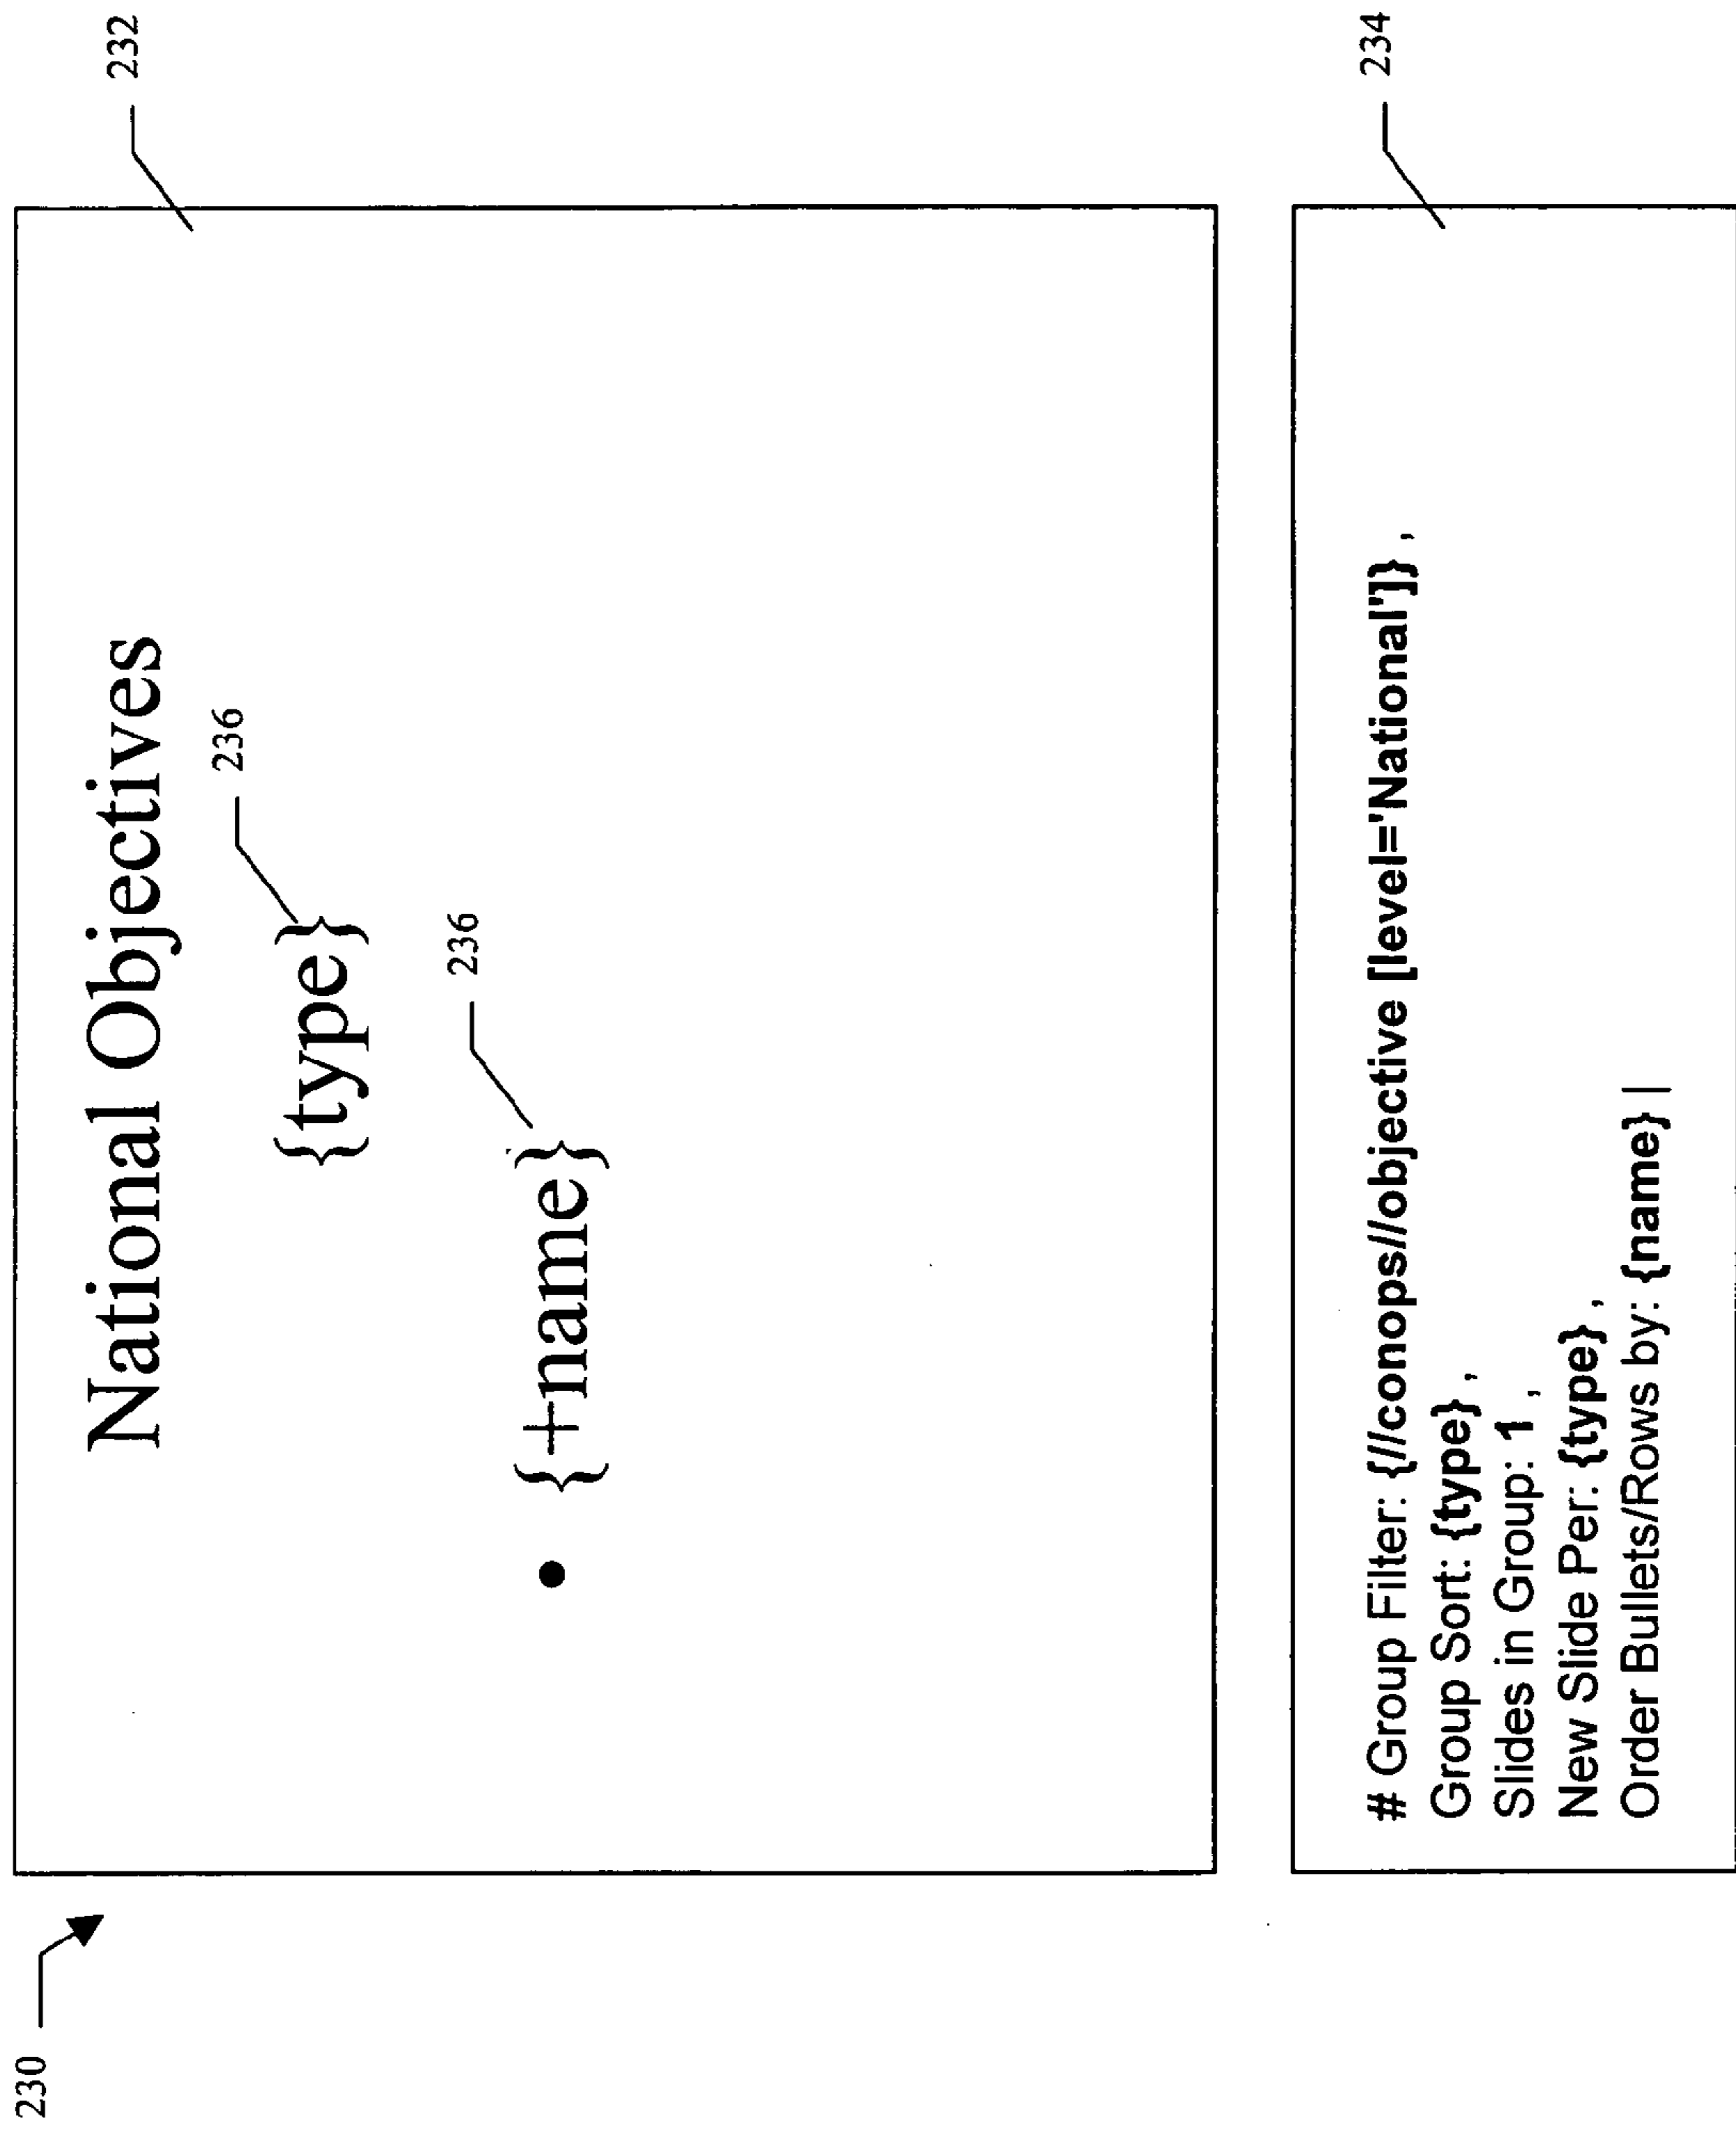 230
232
National Objectives
236
{type}
236
• {+name}
234
# Group Filter: {//conops//objective [level='National']} ,
Group Sort: {type} ,
Slides in Group: 1 ,
New Slide Per: {type} ,
Order Bullets/Rows by: {name} |